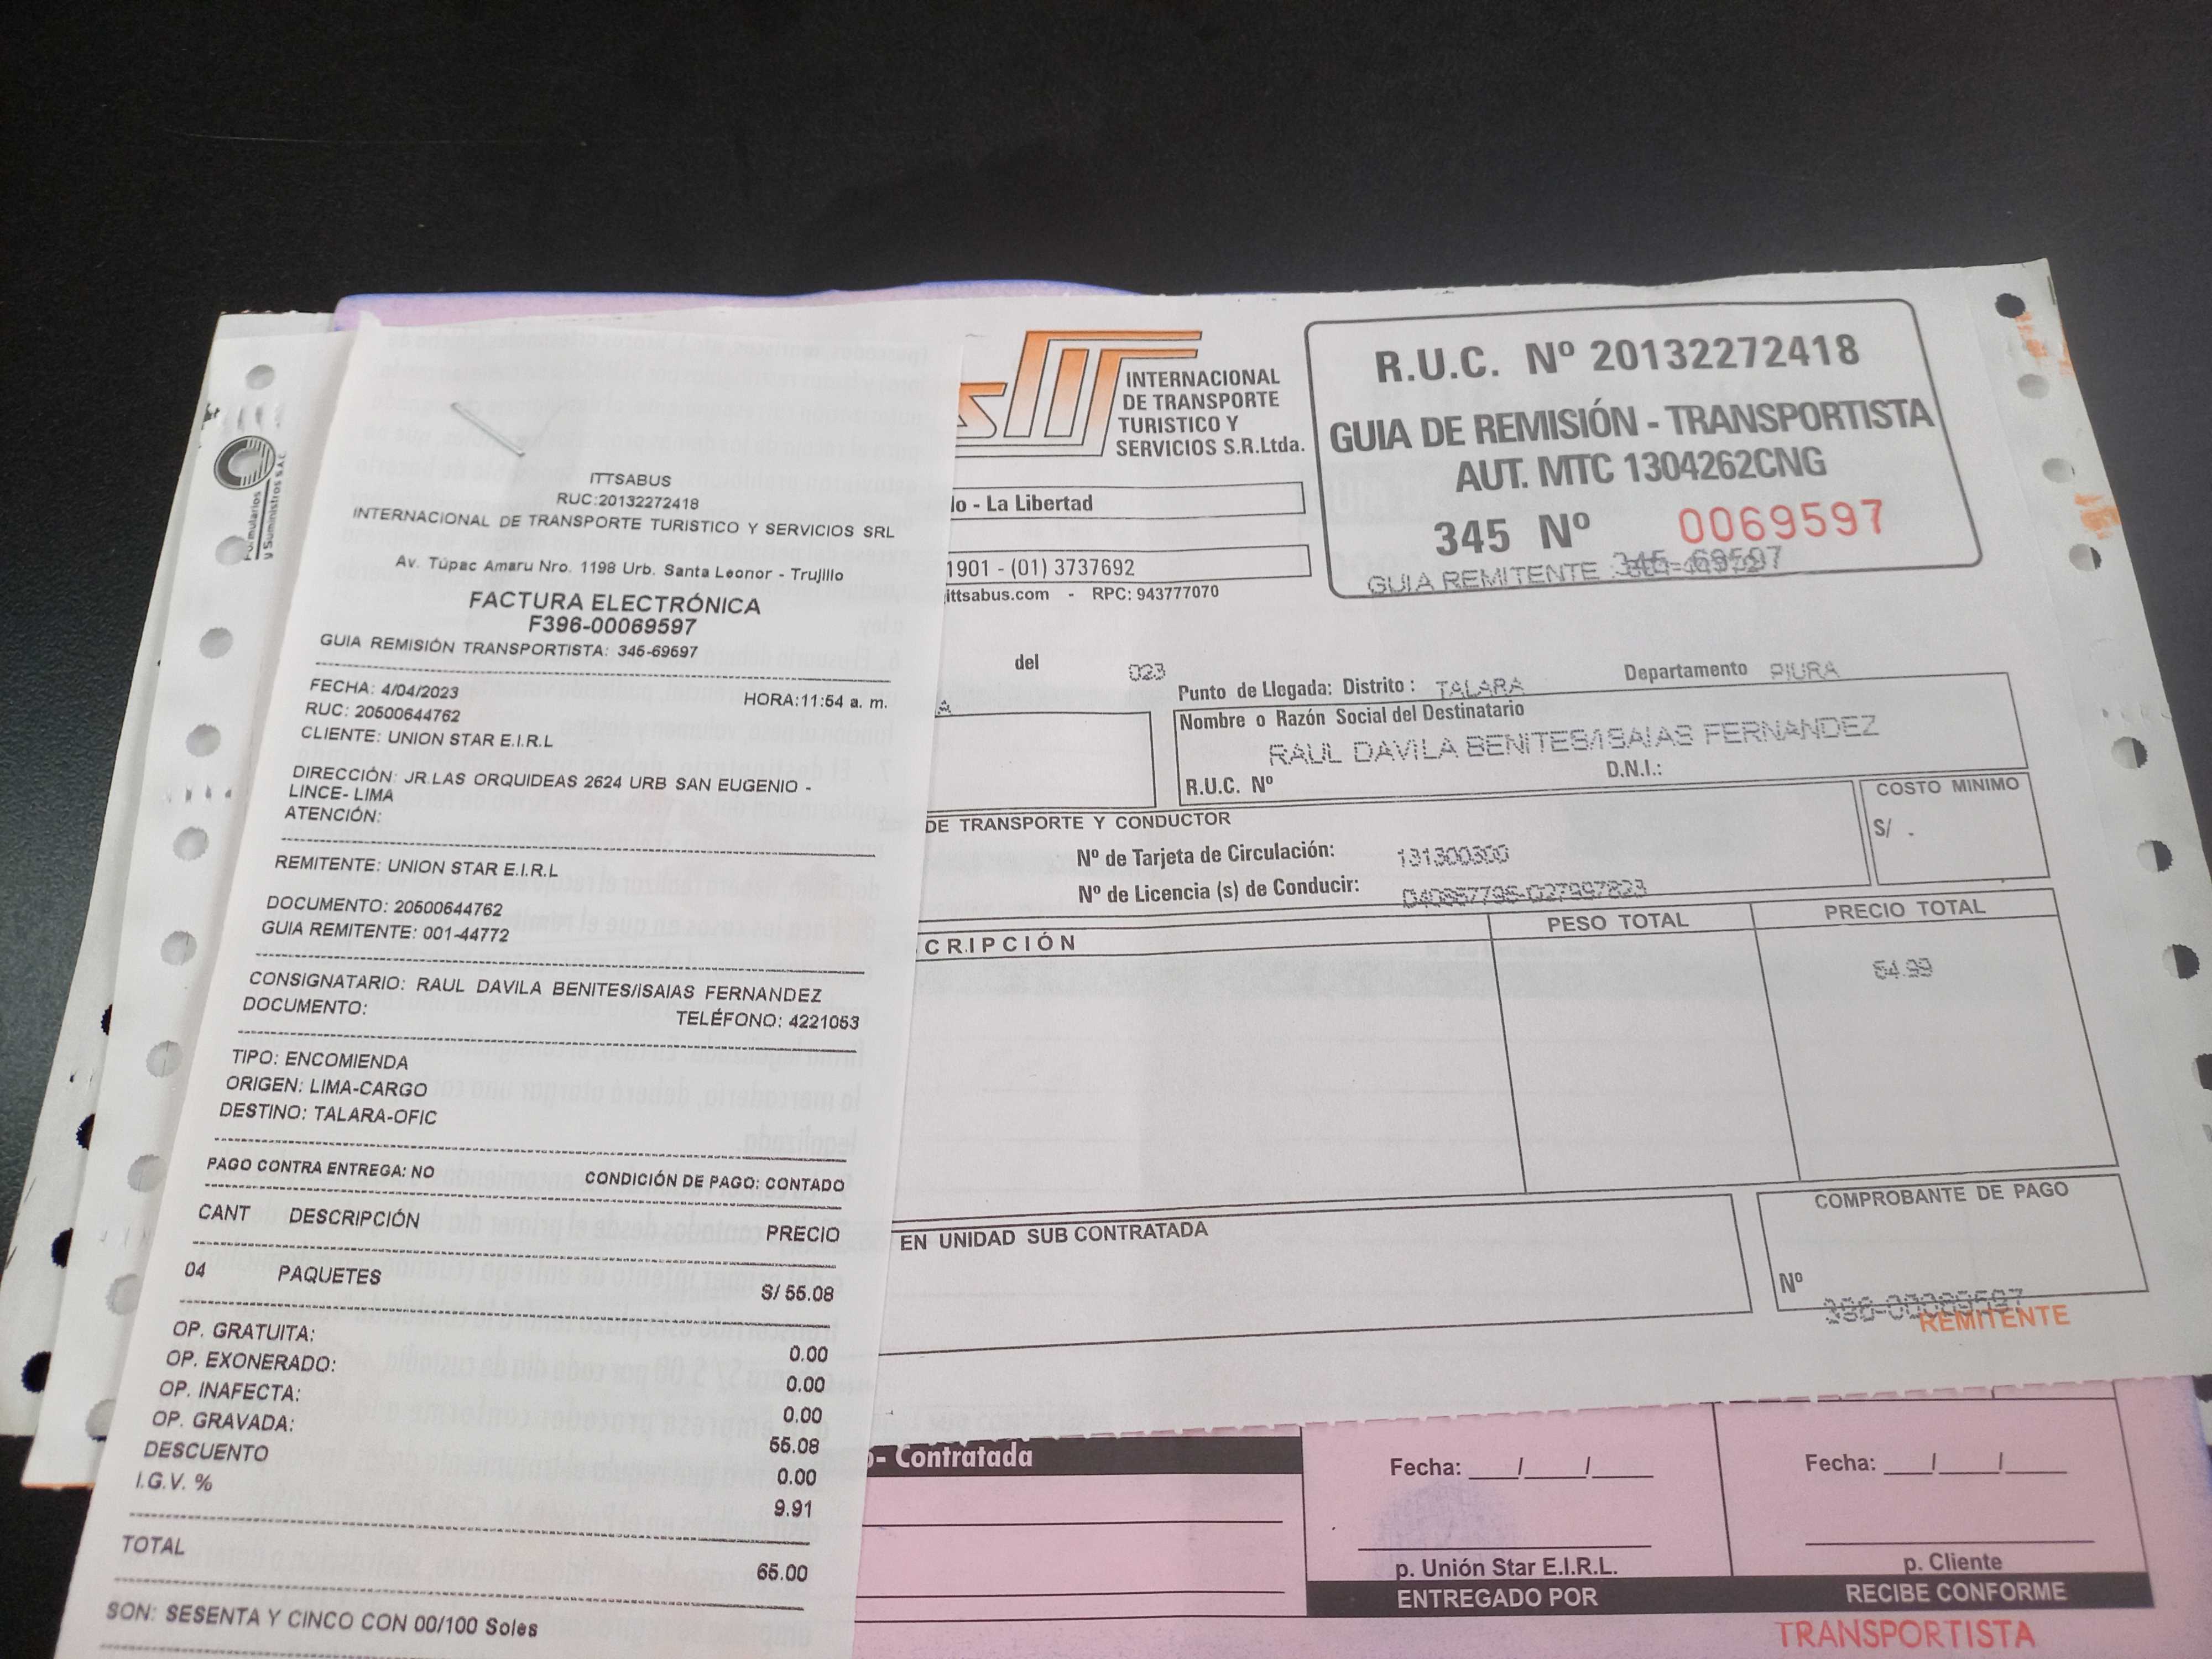 Formularios
y Suministros S.A.C.
ITTSABUS
RUC:20132272418
INTERNACIONAL DE TRANSPORTE TURISTICO Y SERVICIOS SRL
Av. Túpac Amaru Nro. 1198 Urb. Santa Leonor - Trujillo
FACTURA ELECTRÓNICA
F396-00069597
GUIA REMISIÓN TRANSPORTISTA: 345-69597
FECHA: 4/04/2023 HORA:11:54 a. m.
RUC: 20500644762
CLIENTE: UNION STAR E.I.R.L
DIRECCIÓN: JR.LAS ORQUIDEAS 2624 URB SAN EUGENIO -
LINCE- LIMA
ATENCIÓN:
REMITENTE: UNION STAR E.I.R.L
DOCUMENTO: 20500644762
GUIA REMITENTE: 001-44772
CONSIGNATARIO: RAUL DAVILA BENITES/ISAIAS FERNANDEZ
DOCUMENTO: TELÉFONO: 4221053
TIPO: ENCOMIENDA
ORIGEN: LIMA-CARGO
DESTINO: TALARA-OFIC
PAGO CONTRA ENTREGA: NO CONDICIÓN DE PAGO: CONTADO
CANT DESCRIPCIÓN PRECIO
04 PAQUETES S/ 55.08
OP. GRATUITA: 0.00
OP. EXONERADO: 0.00
OP. INAFECTA: 0.00
OP. GRAVADA: 55.08
DESCUENTO 0.00
I.G.V. % 9.91
TOTAL 65.00
SON: SESENTA Y CINCO CON 00/100 Soles
INTERNACIONAL
DE TRANSPORTE
TURISTICO Y
SERVICIOS S.R.Ltda.
lo - La Libertad
1901 - (01) 3737692
ittsabus.com - RPC: 943777070
R.U.C. Nº 20132272418
GUIA DE REMISIÓN - TRANSPORTISTA
AUT. MTC 1304262CNG
345 Nº 0069597
GUIA REMITENTE
del 023
Punto de Llegada: Distrito : TALARA Departamento PIURA
Nombre o Razón Social del Destinatario
RAUL DAVILA BENITES/ISAIAS FERNANDEZ
R.U.C. Nº D.N.I.:
DE TRANSPORTE Y CONDUCTOR
COSTO MINIMO
S/ .
Nº de Tarjeta de Circulación: 131300300
Nº de Licencia (s) de Conducir:
CRIPCIÓN PESO TOTAL PRECIO TOTAL
64.99
EN UNIDAD SUB CONTRATADA
COMPROBANTE DE PAGO
Nº
REMITENTE
- Contratada
Fecha: ___/___/___ Fecha: ___/___/___
p. Unión Star E.I.R.L. p. Cliente
ENTREGADO POR RECIBE CONFORME
TRANSPORTISTA